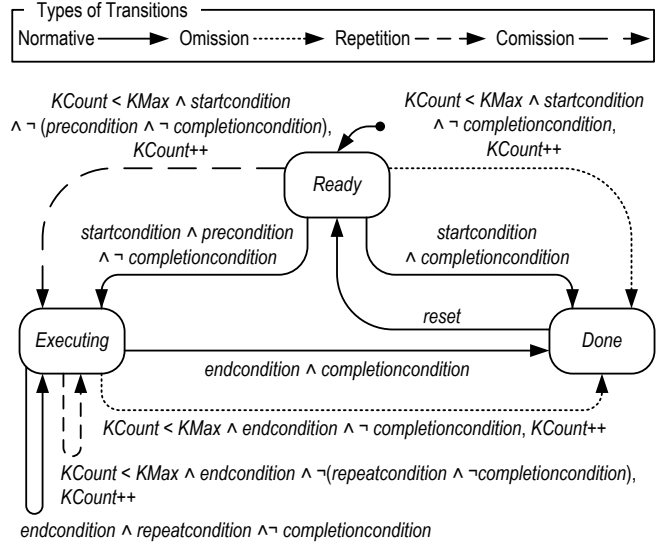 Types of Transitions
Normative Omission Repetition Comission
KCount < KMax ∧ startcondition
∧ ¬ (precondition ∧ ¬ completioncondition),
KCount++
KCount < KMax ∧ startcondition
∧ ¬ completioncondition,
KCount++
Ready
startcondition ∧ precondition
∧ ¬ completioncondition
startcondition
∧ completioncondition
reset
Executing
Done
endcondition ∧ completioncondition
KCount < KMax ∧ endcondition ∧ ¬ completioncondition, KCount++
KCount < KMax ∧ endcondition ∧ ¬(repeatcondition ∧ ¬completioncondition),
KCount++
endcondition ∧ repeatcondition ∧¬ completioncondition